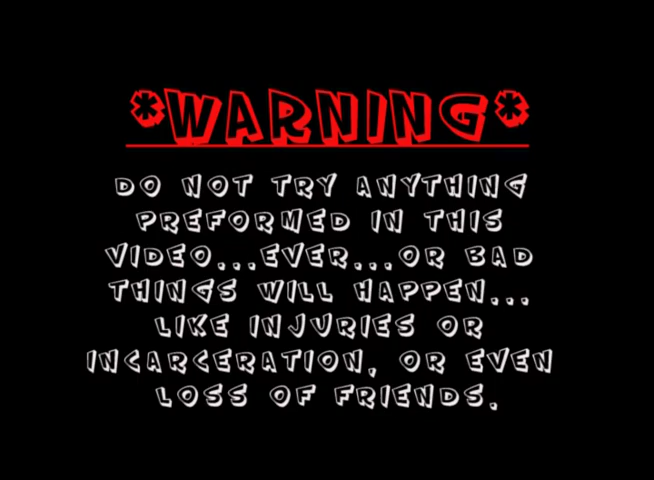 *WARNING*
DO NOT TRY ANYTHING
PREFORMED IN THIS
VIDEO...EVER...OR BAD
THINGS WILL HAPPEN...
LIKE INJURIES OR
INCARCERATION, OR EVEN
LOSS OF FRIENDS.